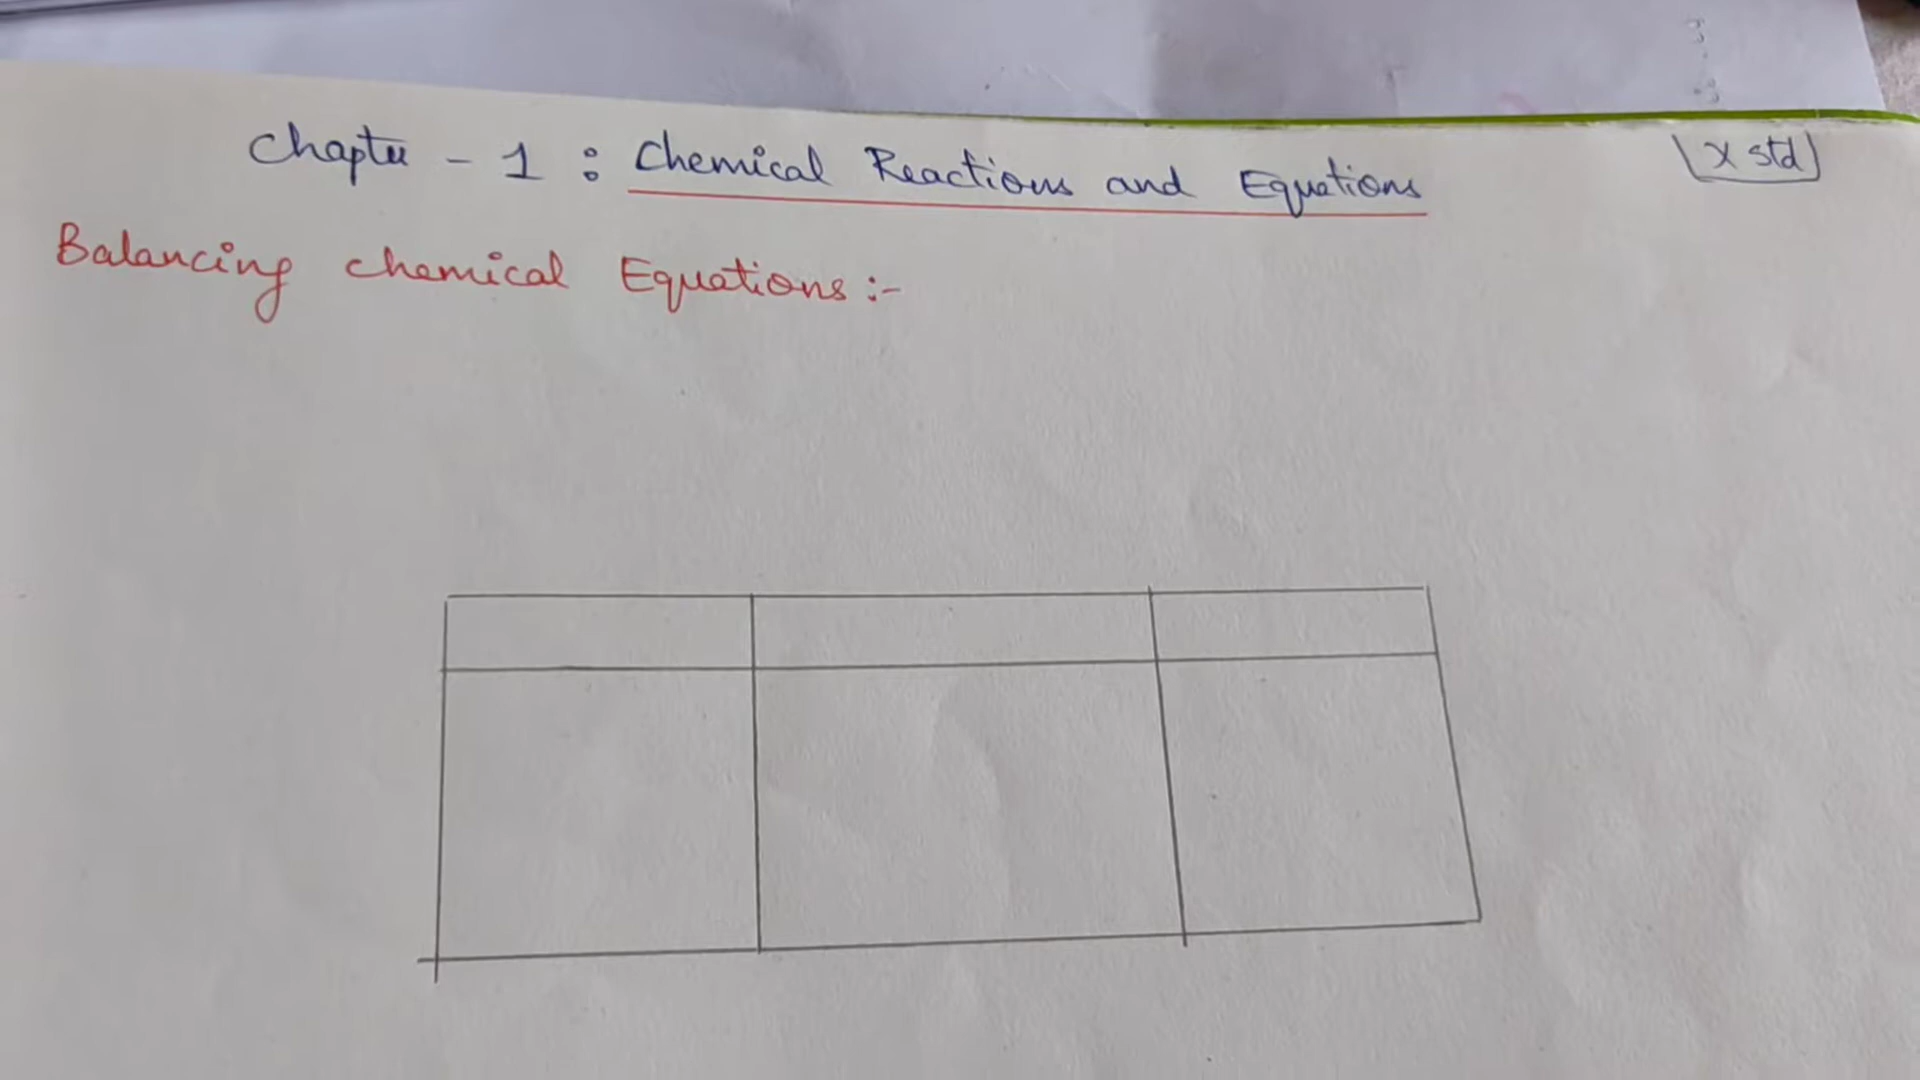 Chapter - 1 : Chemical Reactions and Equations
X std
Balancing chemical Equations :-